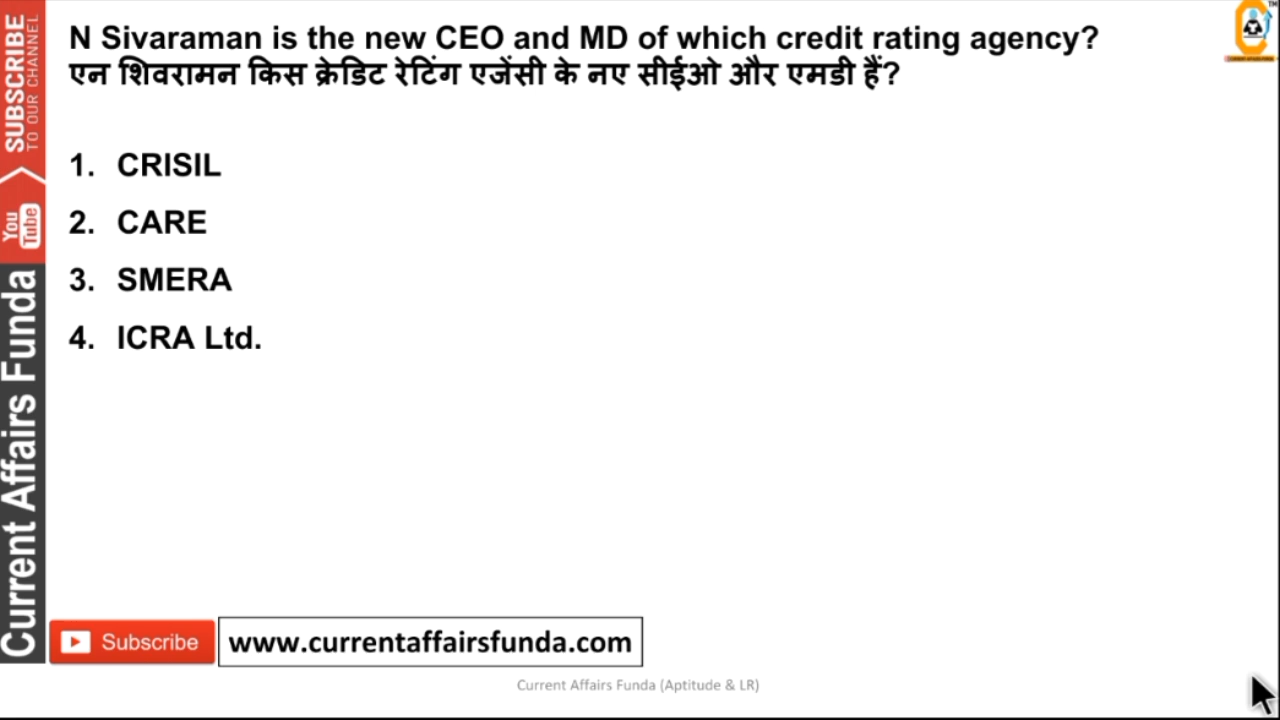 N Sivaraman is the new CEO and MD of which credit rating agency?
एन शिवरामन किस क्रेडिट रेटिंग एजेंसी के नए सीईओ और एमडी हैं?
1. CRISIL
2. CARE
3. SMERA
4. ICRA Ltd.
SUBSCRIBE
TO OUR CHANNEL
You
Tube
Current Affairs Funda
Subscribe
www.currentaffairsfunda.com
Current Affairs Funda (Aptitude & LR)
TM